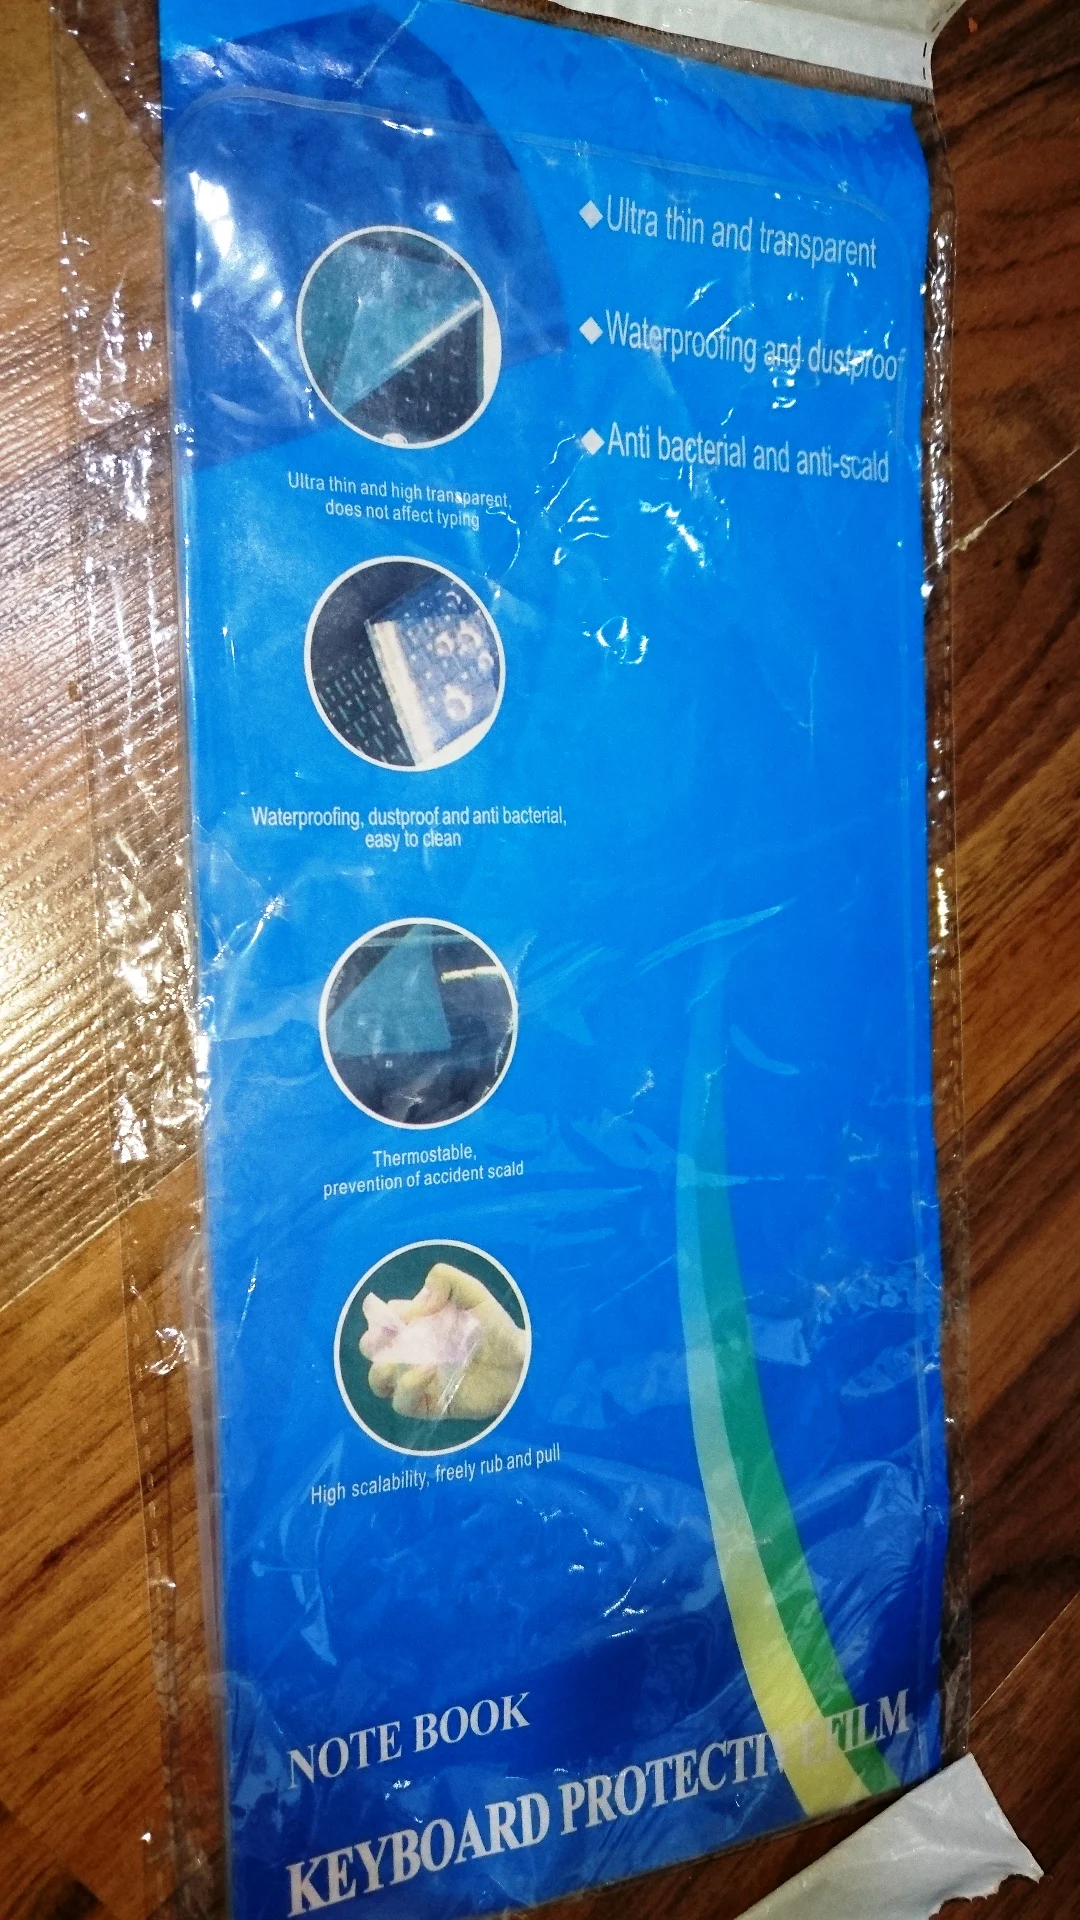 ◆Ultra thin and transparent
◆Waterproofing and dustproof
◆Anti bacterial and anti-scald
Ultra thin and high transparent,
does not affect typing
Waterproofing, dustproof and anti bacterial,
easy to clean
Thermostable,
prevention of accident scald
High scalability, freely rub and pull
NOTE BOOK
KEYBOARD PROTECTIVE FILM